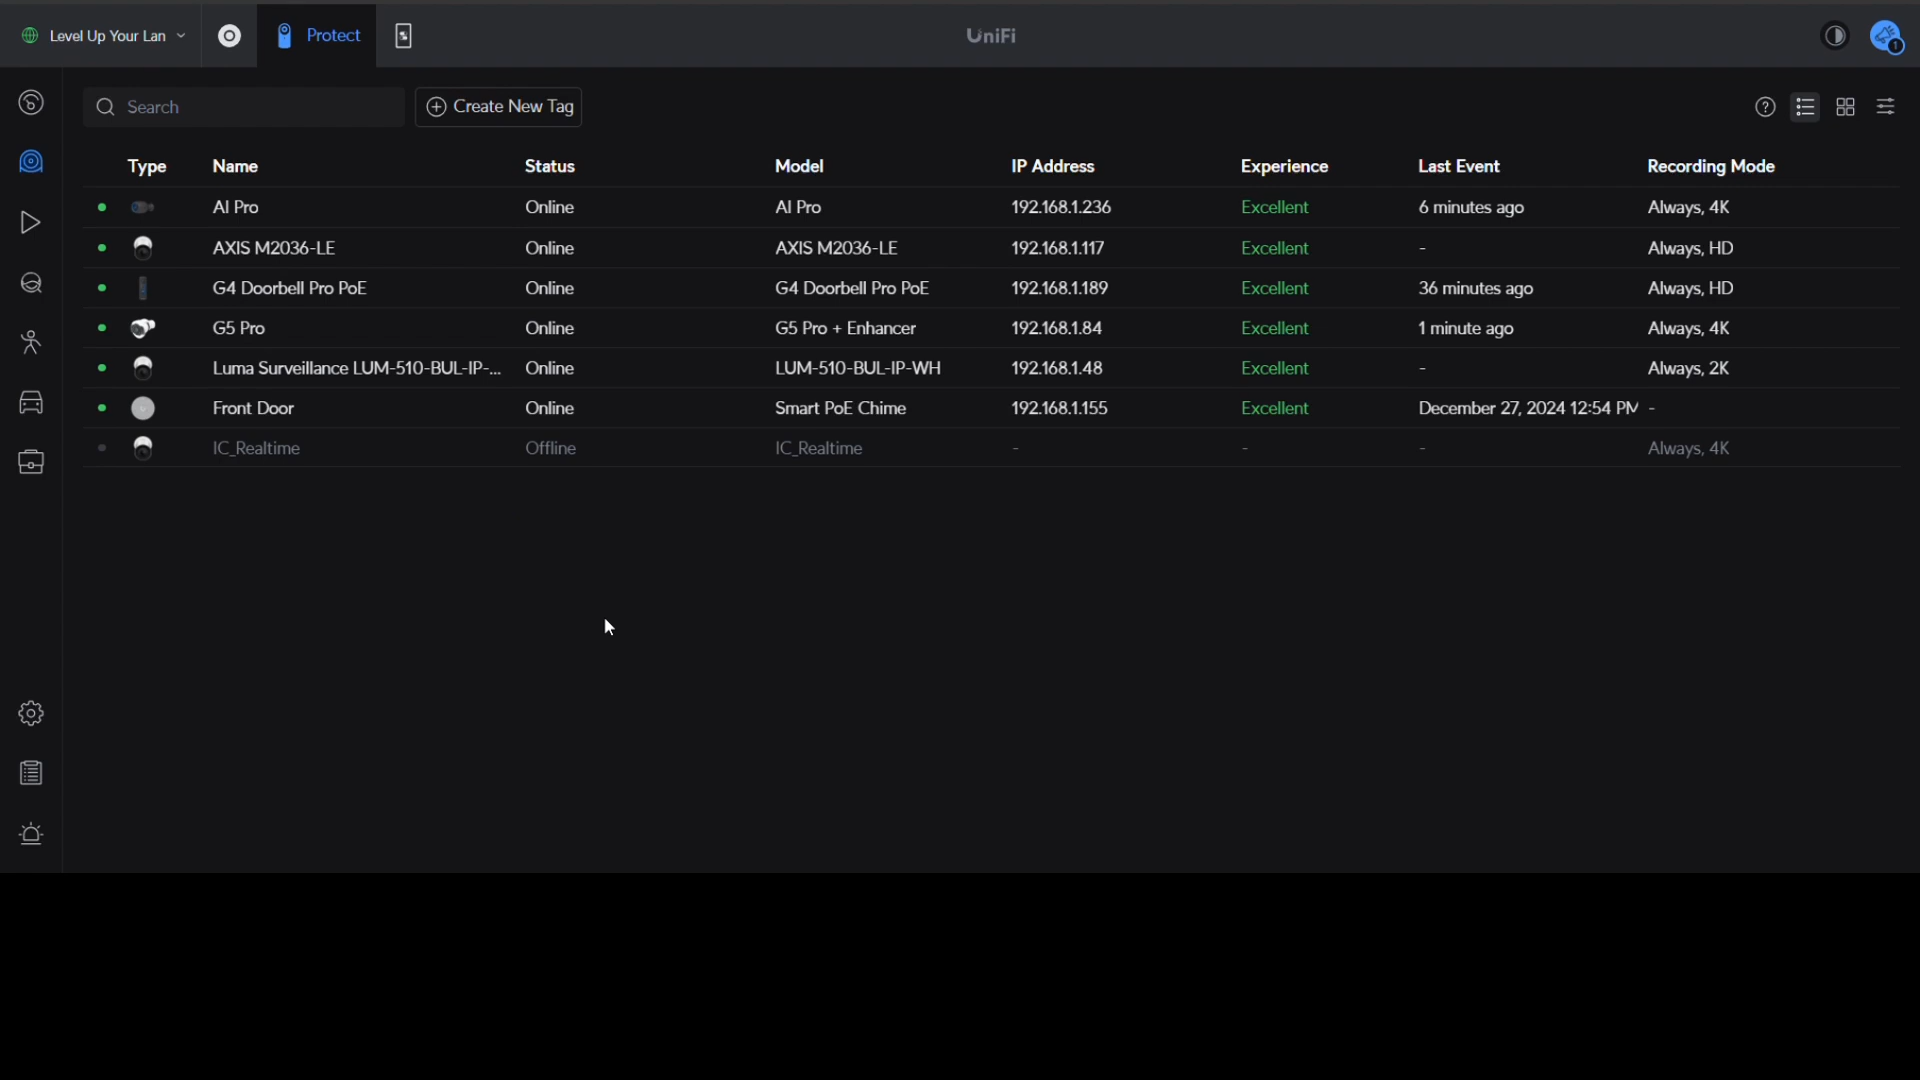 Level Up Your Lan
Protect
UniFi
1
Search
Create New Tag
Type Name Status Model IP Address Experience Last Event Recording Mode
AI Pro Online AI Pro 192.168.1.236 Excellent 6 minutes ago Always, 4K
AXIS M2036-LE Online AXIS M2036-LE 192.168.1.117 Excellent - Always, HD
G4 Doorbell Pro PoE Online G4 Doorbell Pro PoE 192.168.1.189 Excellent 36 minutes ago Always, HD
G5 Pro Online G5 Pro + Enhancer 192.168.1.84 Excellent 1 minute ago Always, 4K
Luma Surveillance LUM-510-BUL-IP-... Online LUM-510-BUL-IP-WH 192.168.1.48 Excellent - Always, 2K
Front Door Online Smart PoE Chime 192.168.1.155 Excellent December 27, 2024 12:54 PM -
IC_Realtime Offline IC_Realtime - - - Always, 4K